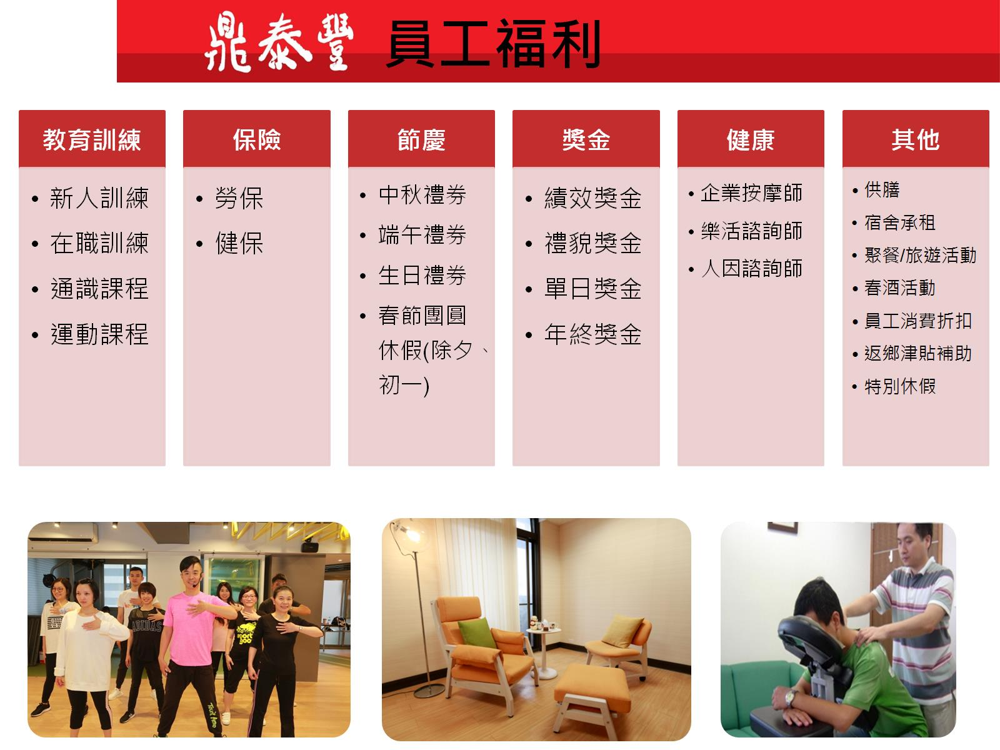 鼎泰豐 員工福利
教育訓練
• 新人訓練
• 在職訓練
• 通識課程
• 運動課程
保險
• 勞保
• 健保
節慶
• 中秋禮券
• 端午禮券
• 生日禮券
• 春節團圓
休假(除夕、
初一)
獎金
• 績效獎金
• 禮貌獎金
• 單日獎金
• 年終獎金
健康
• 企業按摩師
• 樂活諮詢師
• 人因諮詢師
其他
• 供膳
• 宿舍承租
• 聚餐/旅遊活動
• 春酒活動
• 員工消費折扣
• 返鄉津貼補助
• 特別休假
ADIDAS